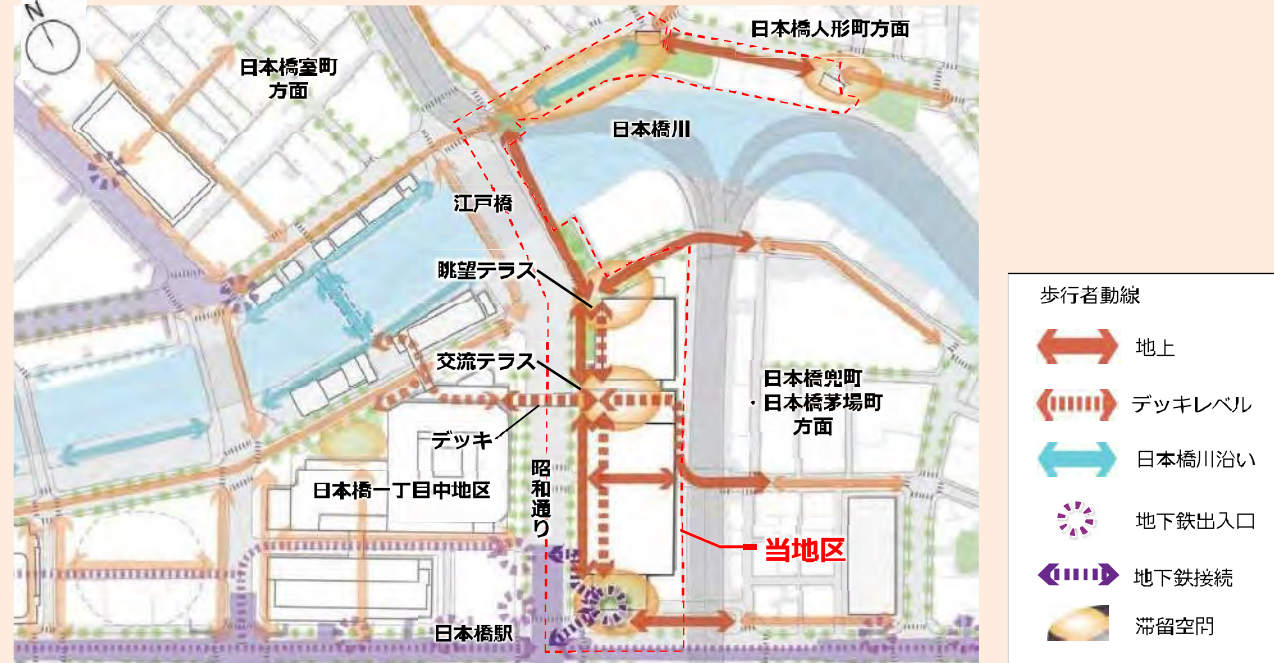 N
日本橋室町
方面
日本橋人形町方面
日本橋川
江戸橋
眺望テラス
交流テラス
デッキ
日本橋兜町
・日本橋茅場町
方面
日本橋一丁目中地区
昭和通り
当地区
日本橋駅
歩行者動線
地上
デッキレベル
日本橋川沿い
地下鉄出入口
地下鉄接続
滞留空間